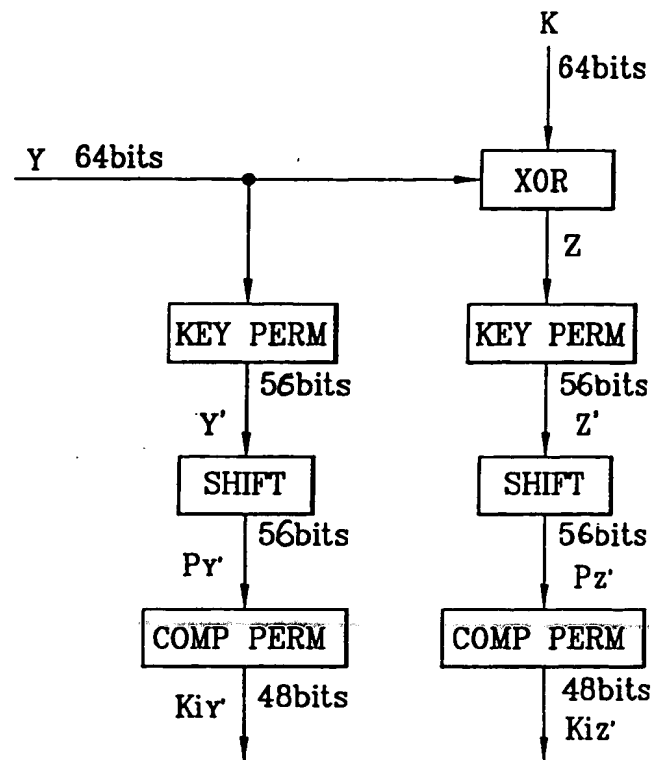 K
64bits
Y 64bits
XOR
Z
KEY PERM KEY PERM
56bits 56bits
Y' Z'
SHIFT SHIFT
56bits 56bits
PY' PZ'
COMP PERM COMP PERM
48bits 48bits
KiY' KiZ'